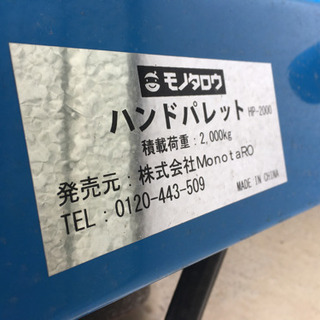 モノタロウ
ハンドパレット HP-2000
積載荷重：2,000kg
発売元：株式会社MonotaRO
TEL：0120-443-509
MADE IN CHINA